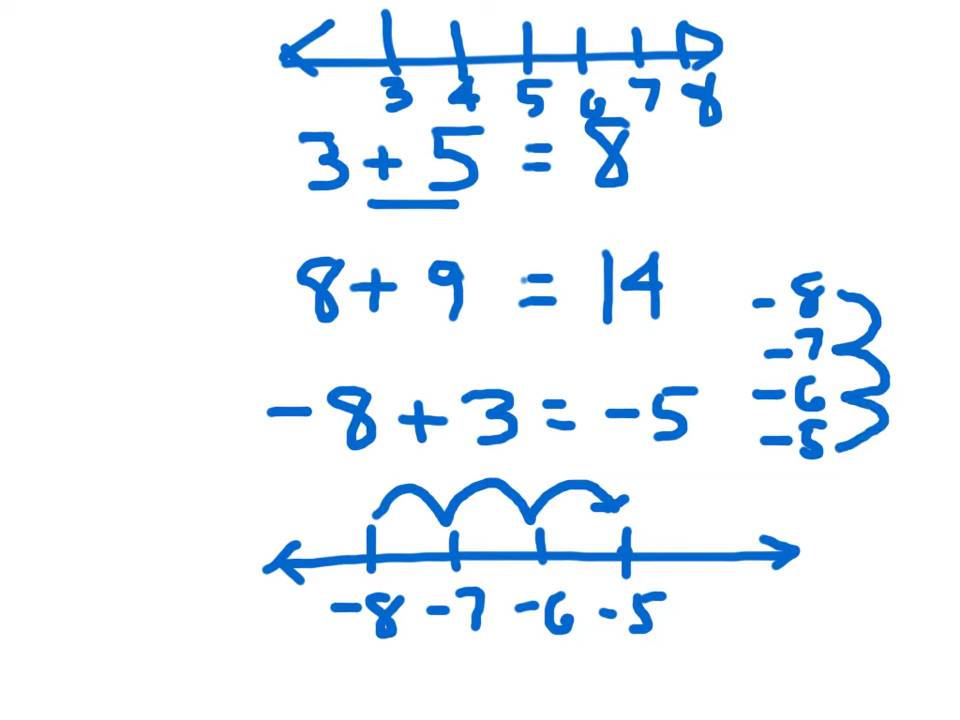 3 4 5 6 7 8
3 + 5 = 8
8 + 9 = 14
-8
-7
-6
-5
-8 + 3 = -5
-8 -7 -6 -5